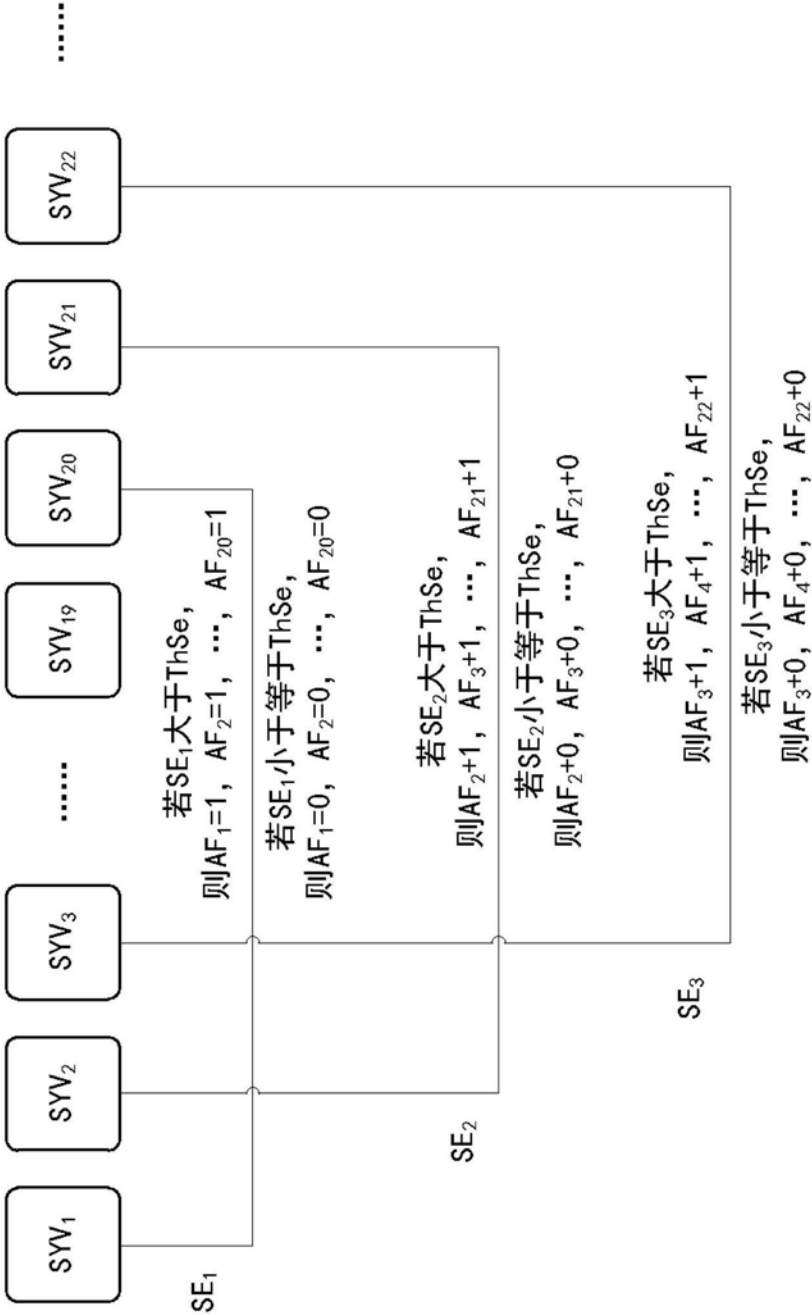 SYV₁
SYV₂
SYV₃
……
SYV₁₉
SYV₂₀
SYV₂₁
SYV₂₂
……
SE₁
若SE₁大于ThSe,
则AF₁=1, AF₂=1, …, AF₂₀=1
若SE₁小于等于ThSe,
则AF₁=0, AF₂=0, …, AF₂₀=0
SE₂
若SE₂大于ThSe,
则AF₂+1, AF₃+1, …, AF₂₁+1
若SE₂小于等于ThSe,
则AF₂+0, AF₃+0, …, AF₂₁+0
SE₃
若SE₃大于ThSe,
则AF₃+1, AF₄+1, …, AF₂₂+1
若SE₃小于等于ThSe,
则AF₃+0, AF₄+0, …, AF₂₂+0